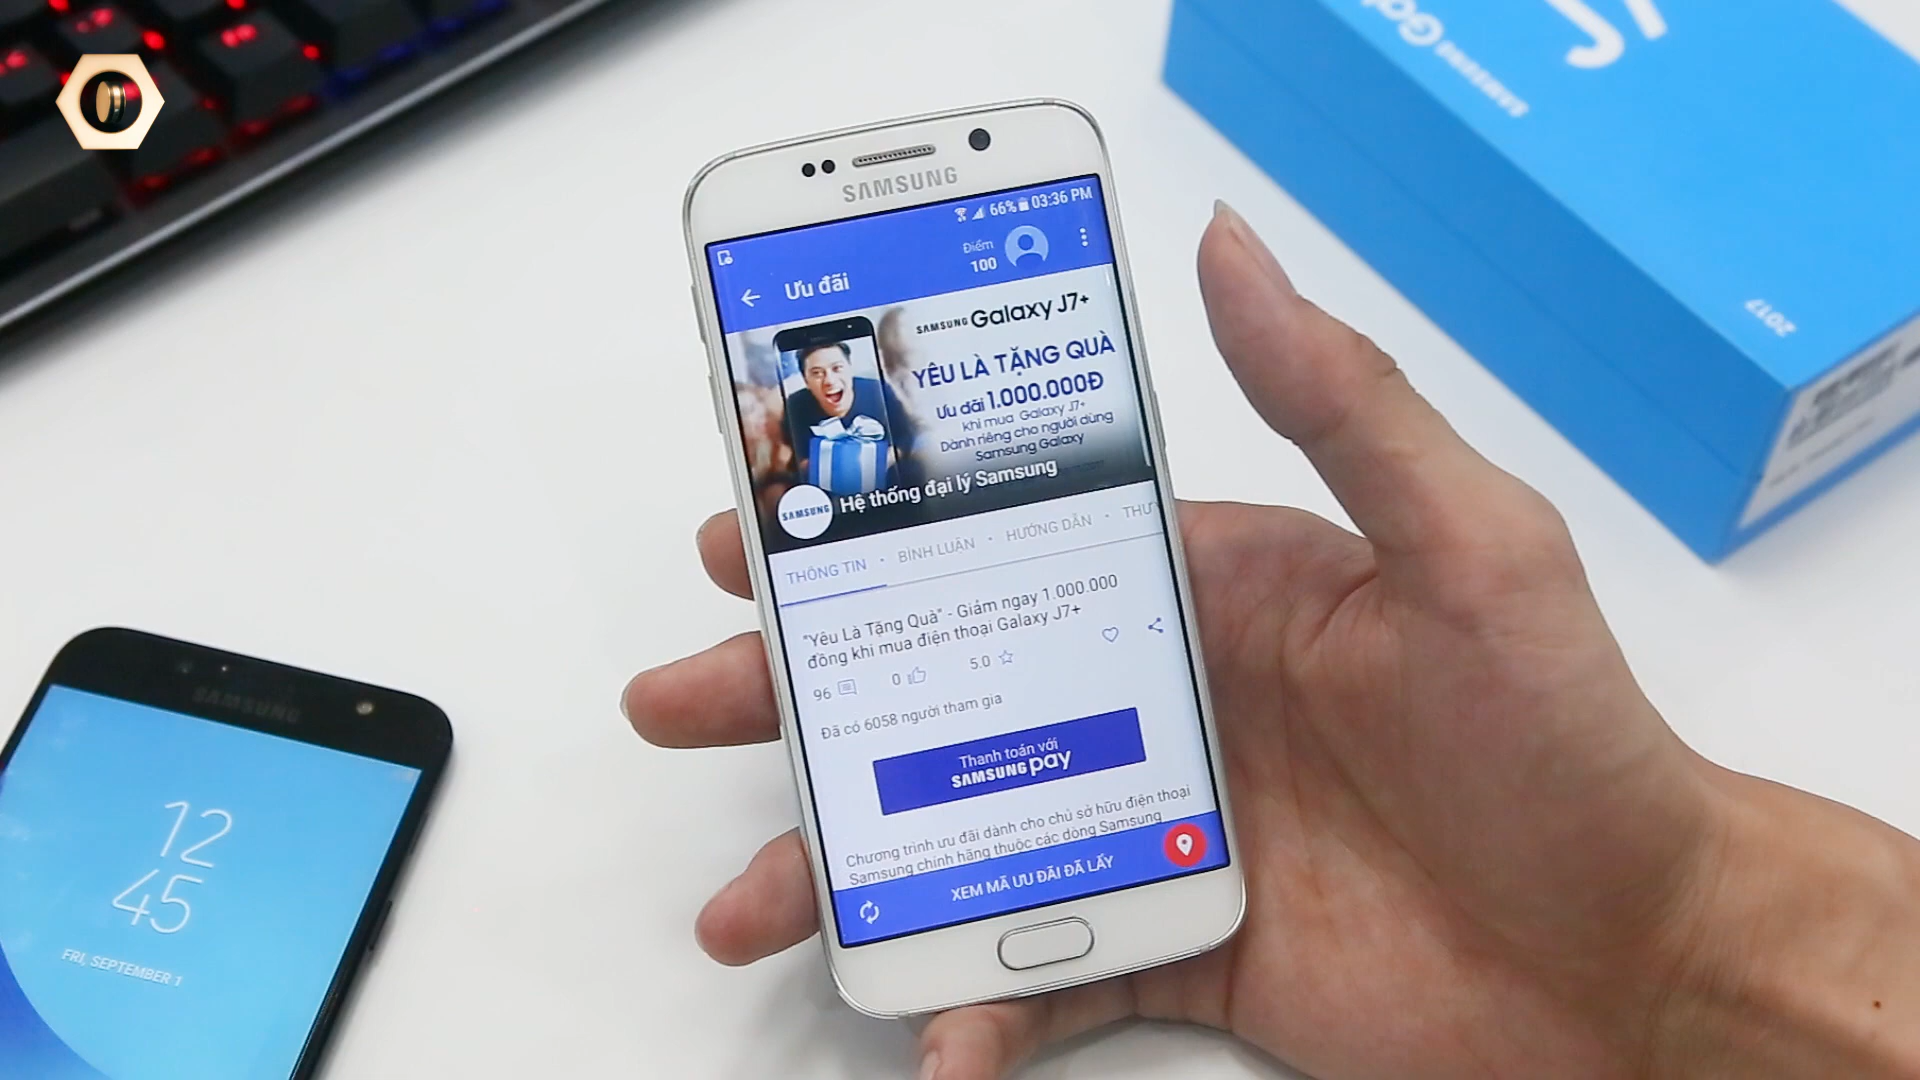 SAMSUNG
66% 03:36 PM
Điểm
100
Ưu đãi
SAMSUNG Galaxy J7+
YÊU LÀ TẶNG QUÀ
Ưu đãi 1.000.000Đ
khi mua Galaxy J7+
Dành riêng cho người dùng
Samsung Galaxy
SAMSUNG
Hệ thống đại lý Samsung
THÔNG TIN • BÌNH LUẬN • HƯỚNG DẪN • THƯ
"Yêu Là Tặng Quà" - Giảm ngay 1.000.000
đồng khi mua điện thoại Galaxy J7+
96 0 5.0
Đã có 6058 người tham gia
Thanh toán với
SAMSUNG pay
Chương trình ưu đãi dành cho chủ sở hữu điện thoại
Samsung chính hãng thuộc các dòng Samsung
XEM MÃ ƯU ĐÃI ĐÃ LẤY
SAMSUNG
12
45
FRI, SEPTEMBER 1
SAMSUNG
2017